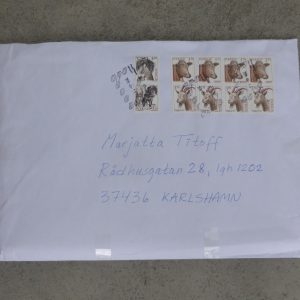 Marjatta Titoff
Rådhusgatan 28, lgh 1202
37436 KARLSHAMN